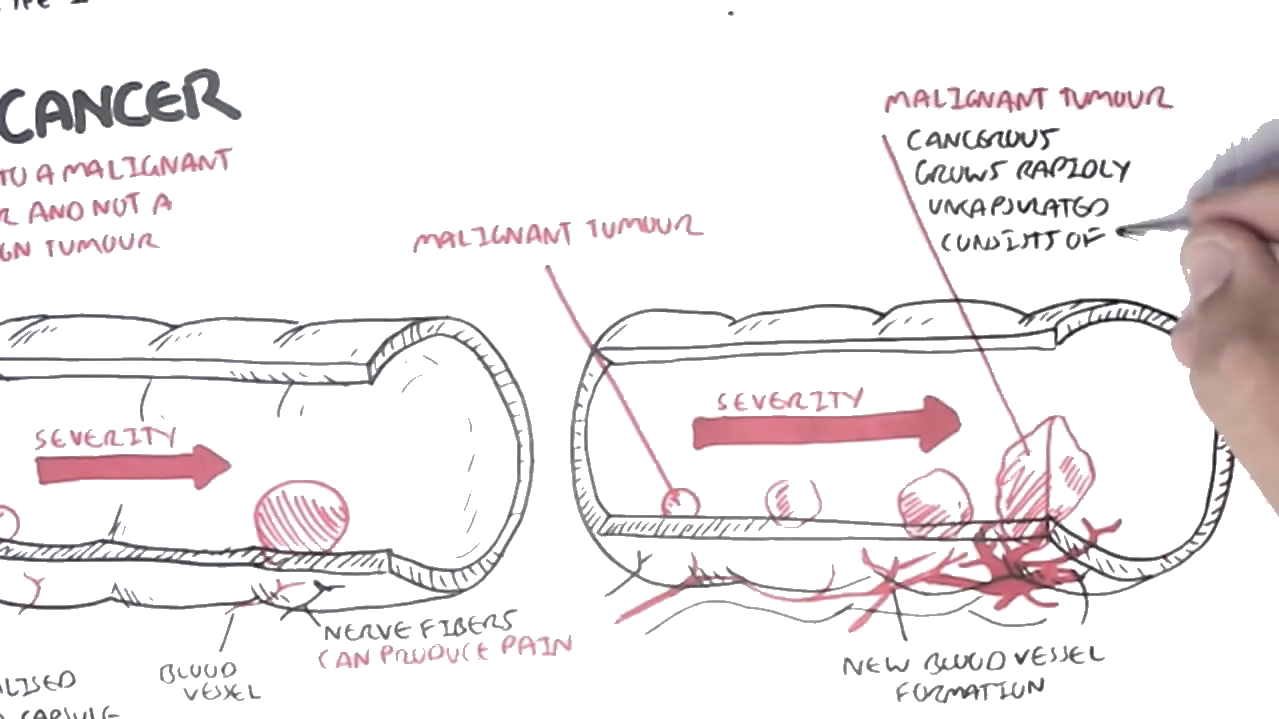 CANCER
TO A MALIGNANT
R AND NOT A
GN TUMOUR
MALIGNANT TUMOUR
MALIGNANT TUMOUR
CANCEROUS
GROWS RAPIDLY
UNCAPSULATED
CONSISTS OF
SEVERITY
SEVERITY
NERVE FIBERS
CAN PRODUCE PAIN
BLOOD
VESSEL
LISED
CAPSULE
NEW BLOOD VESSEL
FORMATION